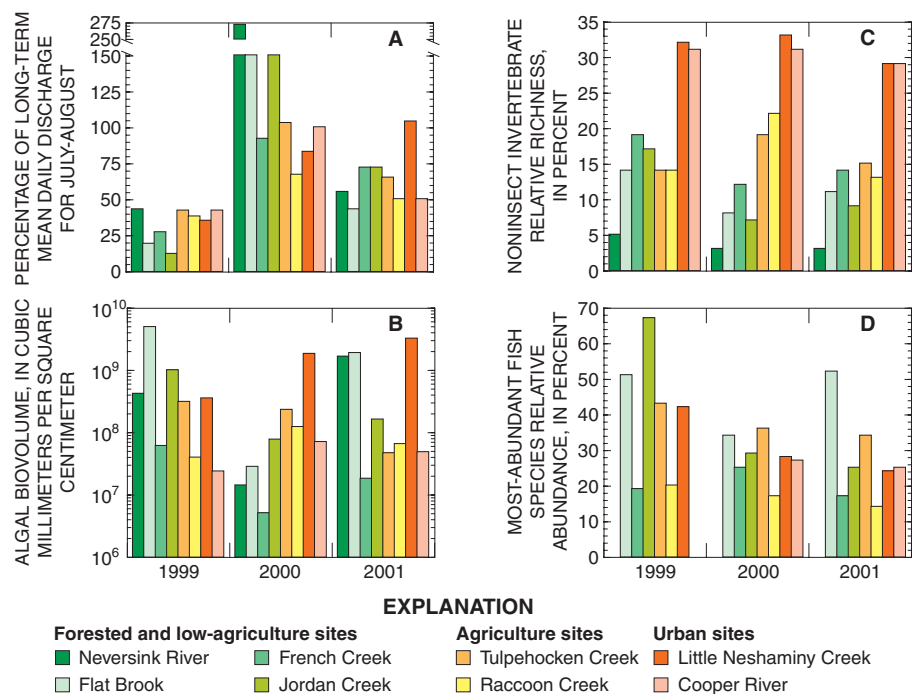 A
PERCENTAGE OF LONG-TERM
MEAN DAILY DISCHARGE
FOR JULY-AUGUST
275
250
150
100
75
50
25
0
C
NONINSECT INVERTEBRATE
RELATIVE RICHNESS,
IN PERCENT
35
30
25
20
15
10
5
0
B
ALGAL BIOVOLUME, IN CUBIC
MILLIMETERS PER SQUARE
CENTIMETER
10^10
10^9
10^8
10^7
10^6
1999 2000 2001
D
MOST-ABUNDANT FISH
SPECIES RELATIVE
ABUNDANCE, IN PERCENT
70
60
50
40
30
20
10
0
1999 2000 2001
EXPLANATION
Forested and low-agriculture sites Agriculture sites Urban sites
Neversink River French Creek Tulpehocken Creek Little Neshaminy Creek
Flat Brook Jordan Creek Raccoon Creek Cooper River